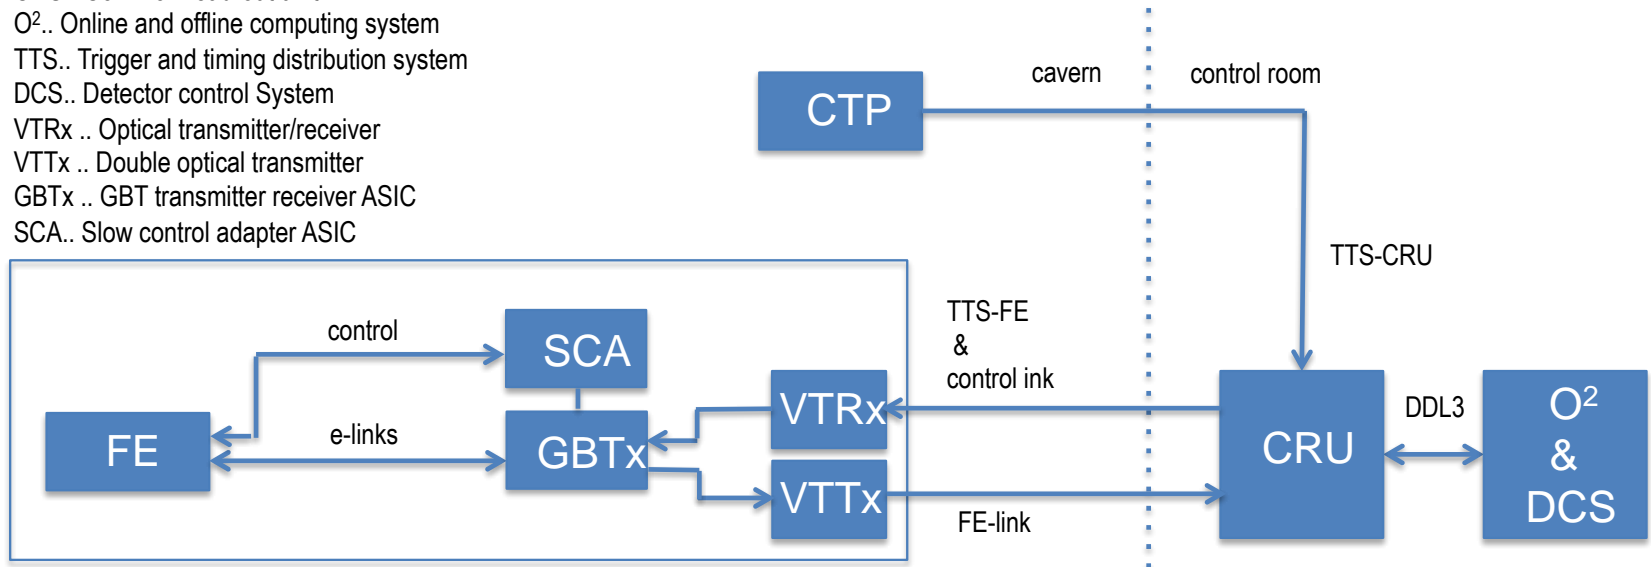 O².. Online and offline computing system
TTS.. Trigger and timing distribution system
DCS.. Detector control System
VTRx .. Optical transmitter/receiver
VTTx .. Double optical transmitter
GBTx .. GBT transmitter receiver ASIC
SCA.. Slow control adapter ASIC
cavern
control room
CTP
TTS-CRU
control
SCA
TTS-FE
&
control ink
VTRx
DDL3
O²
&
DCS
FE
e-links
GBTx
CRU
VTTx
FE-link